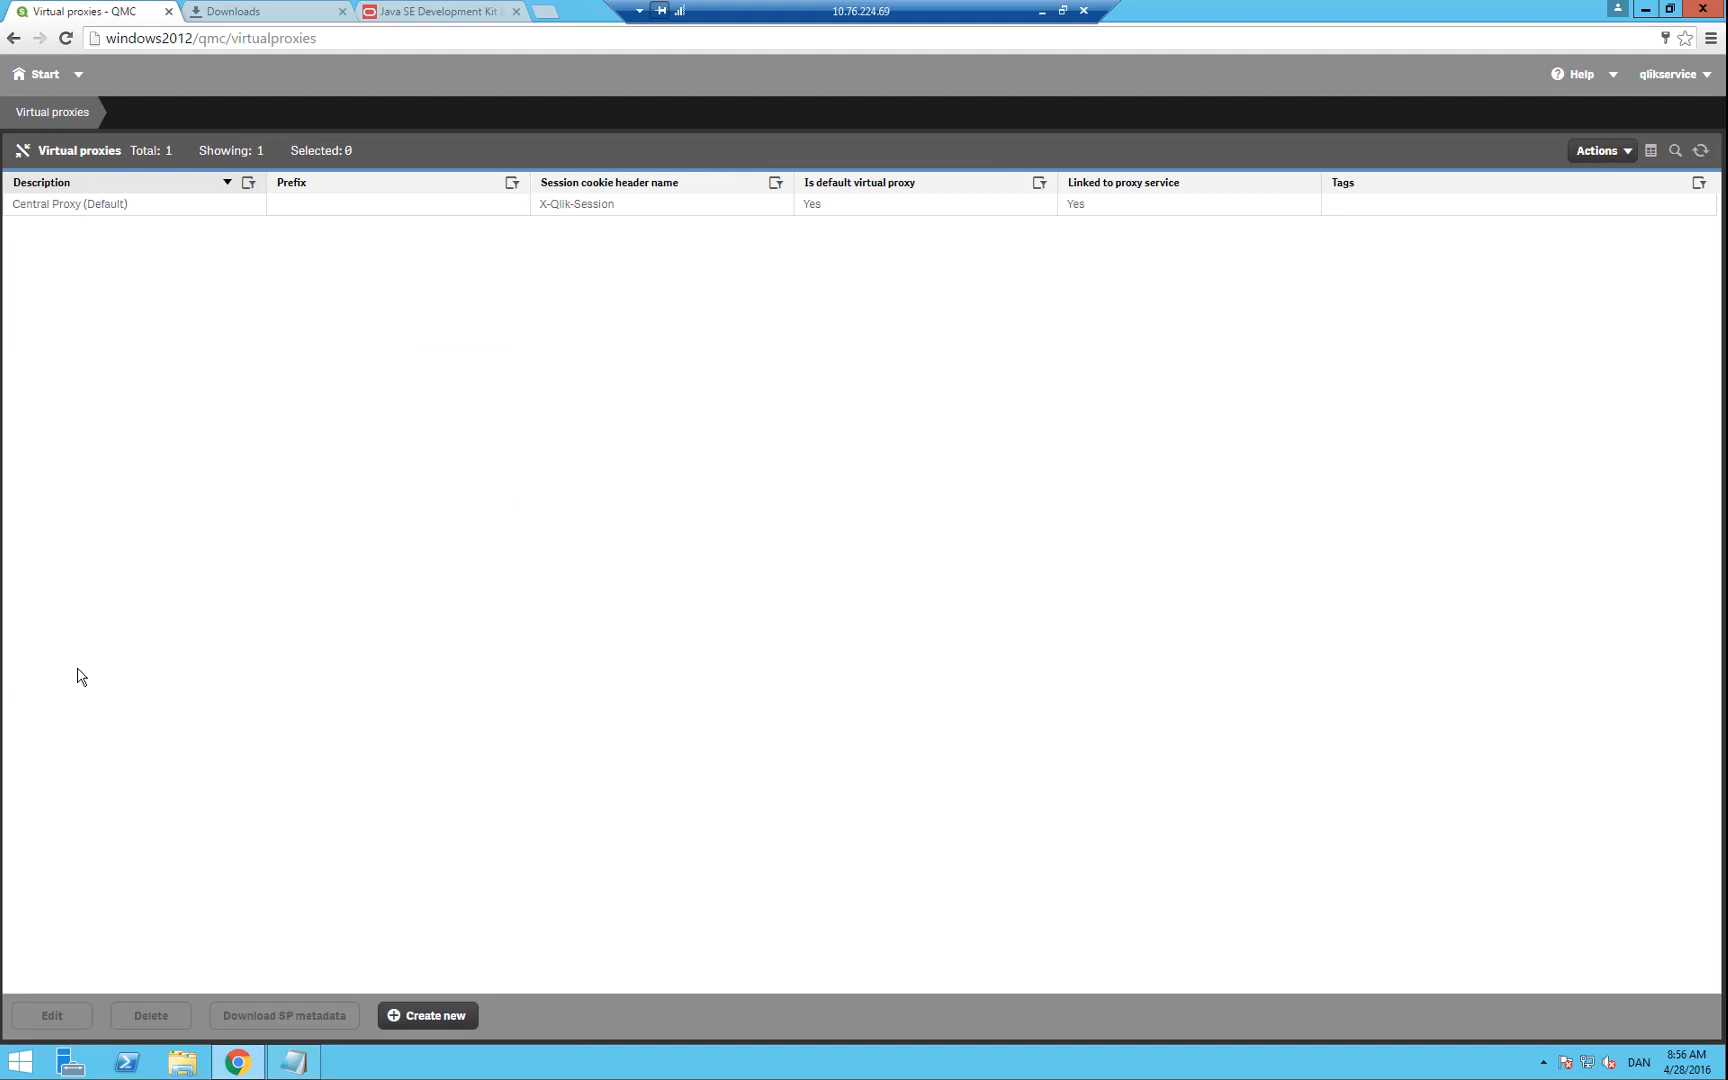 Virtual proxies - QMC
Downloads
Java SE Development Kit 8
10.76.224.69
windows2012/qmc/virtualproxies
Start
Help
qlikservice
Virtual proxies
Virtual proxies Total: 1 Showing: 1 Selected: 0
Actions
Description Prefix Session cookie header name Is default virtual proxy Linked to proxy service Tags
Central Proxy (Default) X-Qlik-Session Yes Yes
Edit Delete Download SP metadata Create new
DAN
8:56 AM
4/28/2016